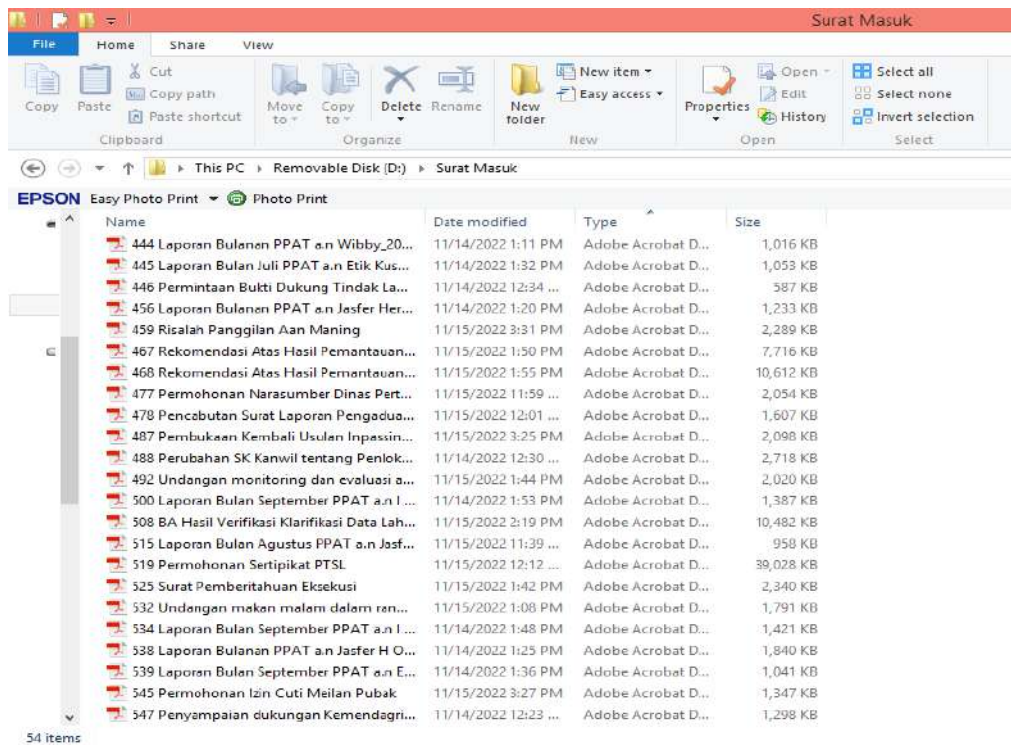 Surat Masuk
File Home Share View
Cut
Copy path
Paste shortcut
Copy Paste
Clipboard
Move to Copy to Delete Rename
Organize
New folder
New item
Easy access
New
Properties
Open
Edit
History
Open
Select all
Select none
Invert selection
Select
This PC Removable Disk (D:) Surat Masuk
EPSON Easy Photo Print Photo Print
Name Date modified Type Size
444 Laporan Bulanan PPAT a.n Wibby_20... 11/14/2022 1:11 PM Adobe Acrobat D... 1,016 KB
445 Laporan Bulan Juli PPAT a.n Etik Kus... 11/14/2022 1:32 PM Adobe Acrobat D... 1,053 KB
446 Permintaan Bukti Dukung Tindak La... 11/14/2022 12:34 ... Adobe Acrobat D... 587 KB
456 Laporan Bulanan PPAT a.n Jasfer Her... 11/14/2022 1:20 PM Adobe Acrobat D... 1,233 KB
459 Risalah Panggilan Aan Maning 11/15/2022 3:31 PM Adobe Acrobat D... 2,289 KB
467 Rekomendasi Atas Hasil Pemantauan... 11/15/2022 1:50 PM Adobe Acrobat D... 7,716 KB
468 Rekomendasi Atas Hasil Pemantauan... 11/15/2022 1:55 PM Adobe Acrobat D... 10,612 KB
477 Permohonan Narasumber Dinas Pert... 11/15/2022 11:59 ... Adobe Acrobat D... 2,054 KB
478 Pencabutan Surat Laporan Pengadua... 11/15/2022 12:01 ... Adobe Acrobat D... 1,607 KB
487 Pembukaan Kembali Usulan Inpassin... 11/15/2022 3:25 PM Adobe Acrobat D... 2,098 KB
488 Perubahan SK Kanwil tentang Penlok... 11/14/2022 12:30 ... Adobe Acrobat D... 2,718 KB
492 Undangan monitoring dan evaluasi a... 11/15/2022 1:44 PM Adobe Acrobat D... 2,020 KB
500 Laporan Bulan September PPAT a.n I ... 11/14/2022 1:53 PM Adobe Acrobat D... 1,387 KB
508 BA Hasil Verifikasi Klarifikasi Data Lah... 11/15/2022 2:19 PM Adobe Acrobat D... 10,482 KB
515 Laporan Bulan Agustus PPAT a.n Jasf... 11/15/2022 11:39 ... Adobe Acrobat D... 958 KB
519 Permohonan Sertipikat PTSL 11/15/2022 12:12 ... Adobe Acrobat D... 39,028 KB
525 Surat Pemberitahuan Eksekusi 11/15/2022 1:42 PM Adobe Acrobat D... 2,340 KB
532 Undangan makan malam dalam ran... 11/15/2022 1:08 PM Adobe Acrobat D... 1,791 KB
534 Laporan Bulan September PPAT a.n I ... 11/14/2022 1:48 PM Adobe Acrobat D... 1,421 KB
538 Laporan Bulanan PPAT a.n Jasfer H O... 11/14/2022 1:25 PM Adobe Acrobat D... 1,840 KB
539 Laporan Bulan September PPAT a.n E... 11/14/2022 1:36 PM Adobe Acrobat D... 1,041 KB
545 Permohonan Izin Cuti Meilan Pubak 11/15/2022 3:27 PM Adobe Acrobat D... 1,347 KB
547 Penyampaian dukungan Kemendagri... 11/14/2022 12:23 ... Adobe Acrobat D... 1,298 KB
54 items